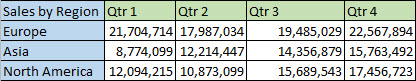 Sales by Region Qtr 1 Qtr 2 Qtr 3 Qtr 4
Europe 21,704,714 17,987,034 19,485,029 22,567,894
Asia 8,774,099 12,214,447 14,356,879 15,763,492
North America 12,094,215 10,873,099 15,689,543 17,456,723